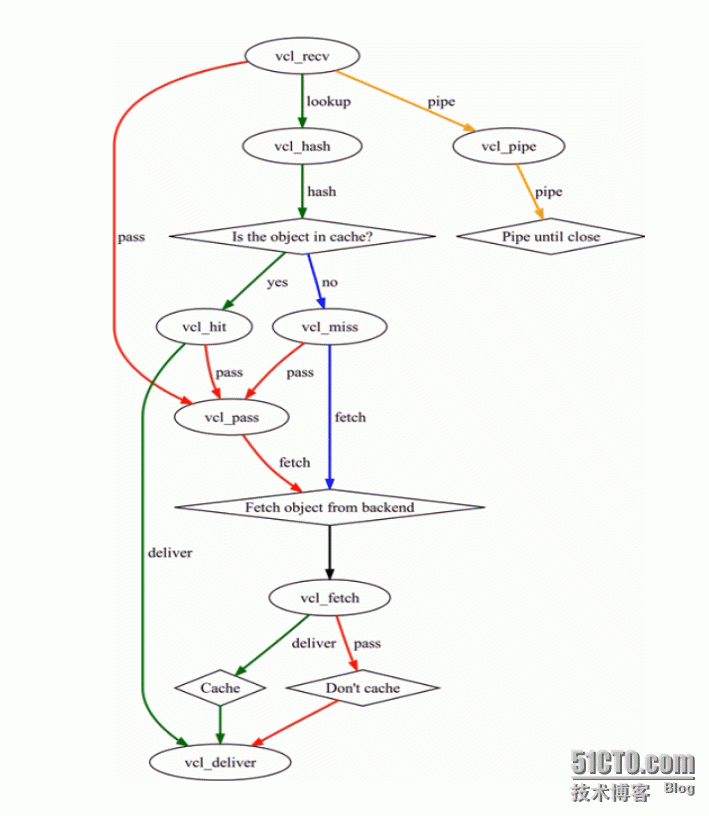 vcl_recv
lookup
pipe
vcl_hash
vcl_pipe
hash
pipe
pass
Is the object in cache?
Pipe until close
yes
no
vcl_hit
vcl_miss
pass
pass
vcl_pass
fetch
fetch
Fetch object from backend
deliver
vcl_fetch
deliver
pass
Cache
Don't cache
vcl_deliver
51CTO.com
技术博客 Blog